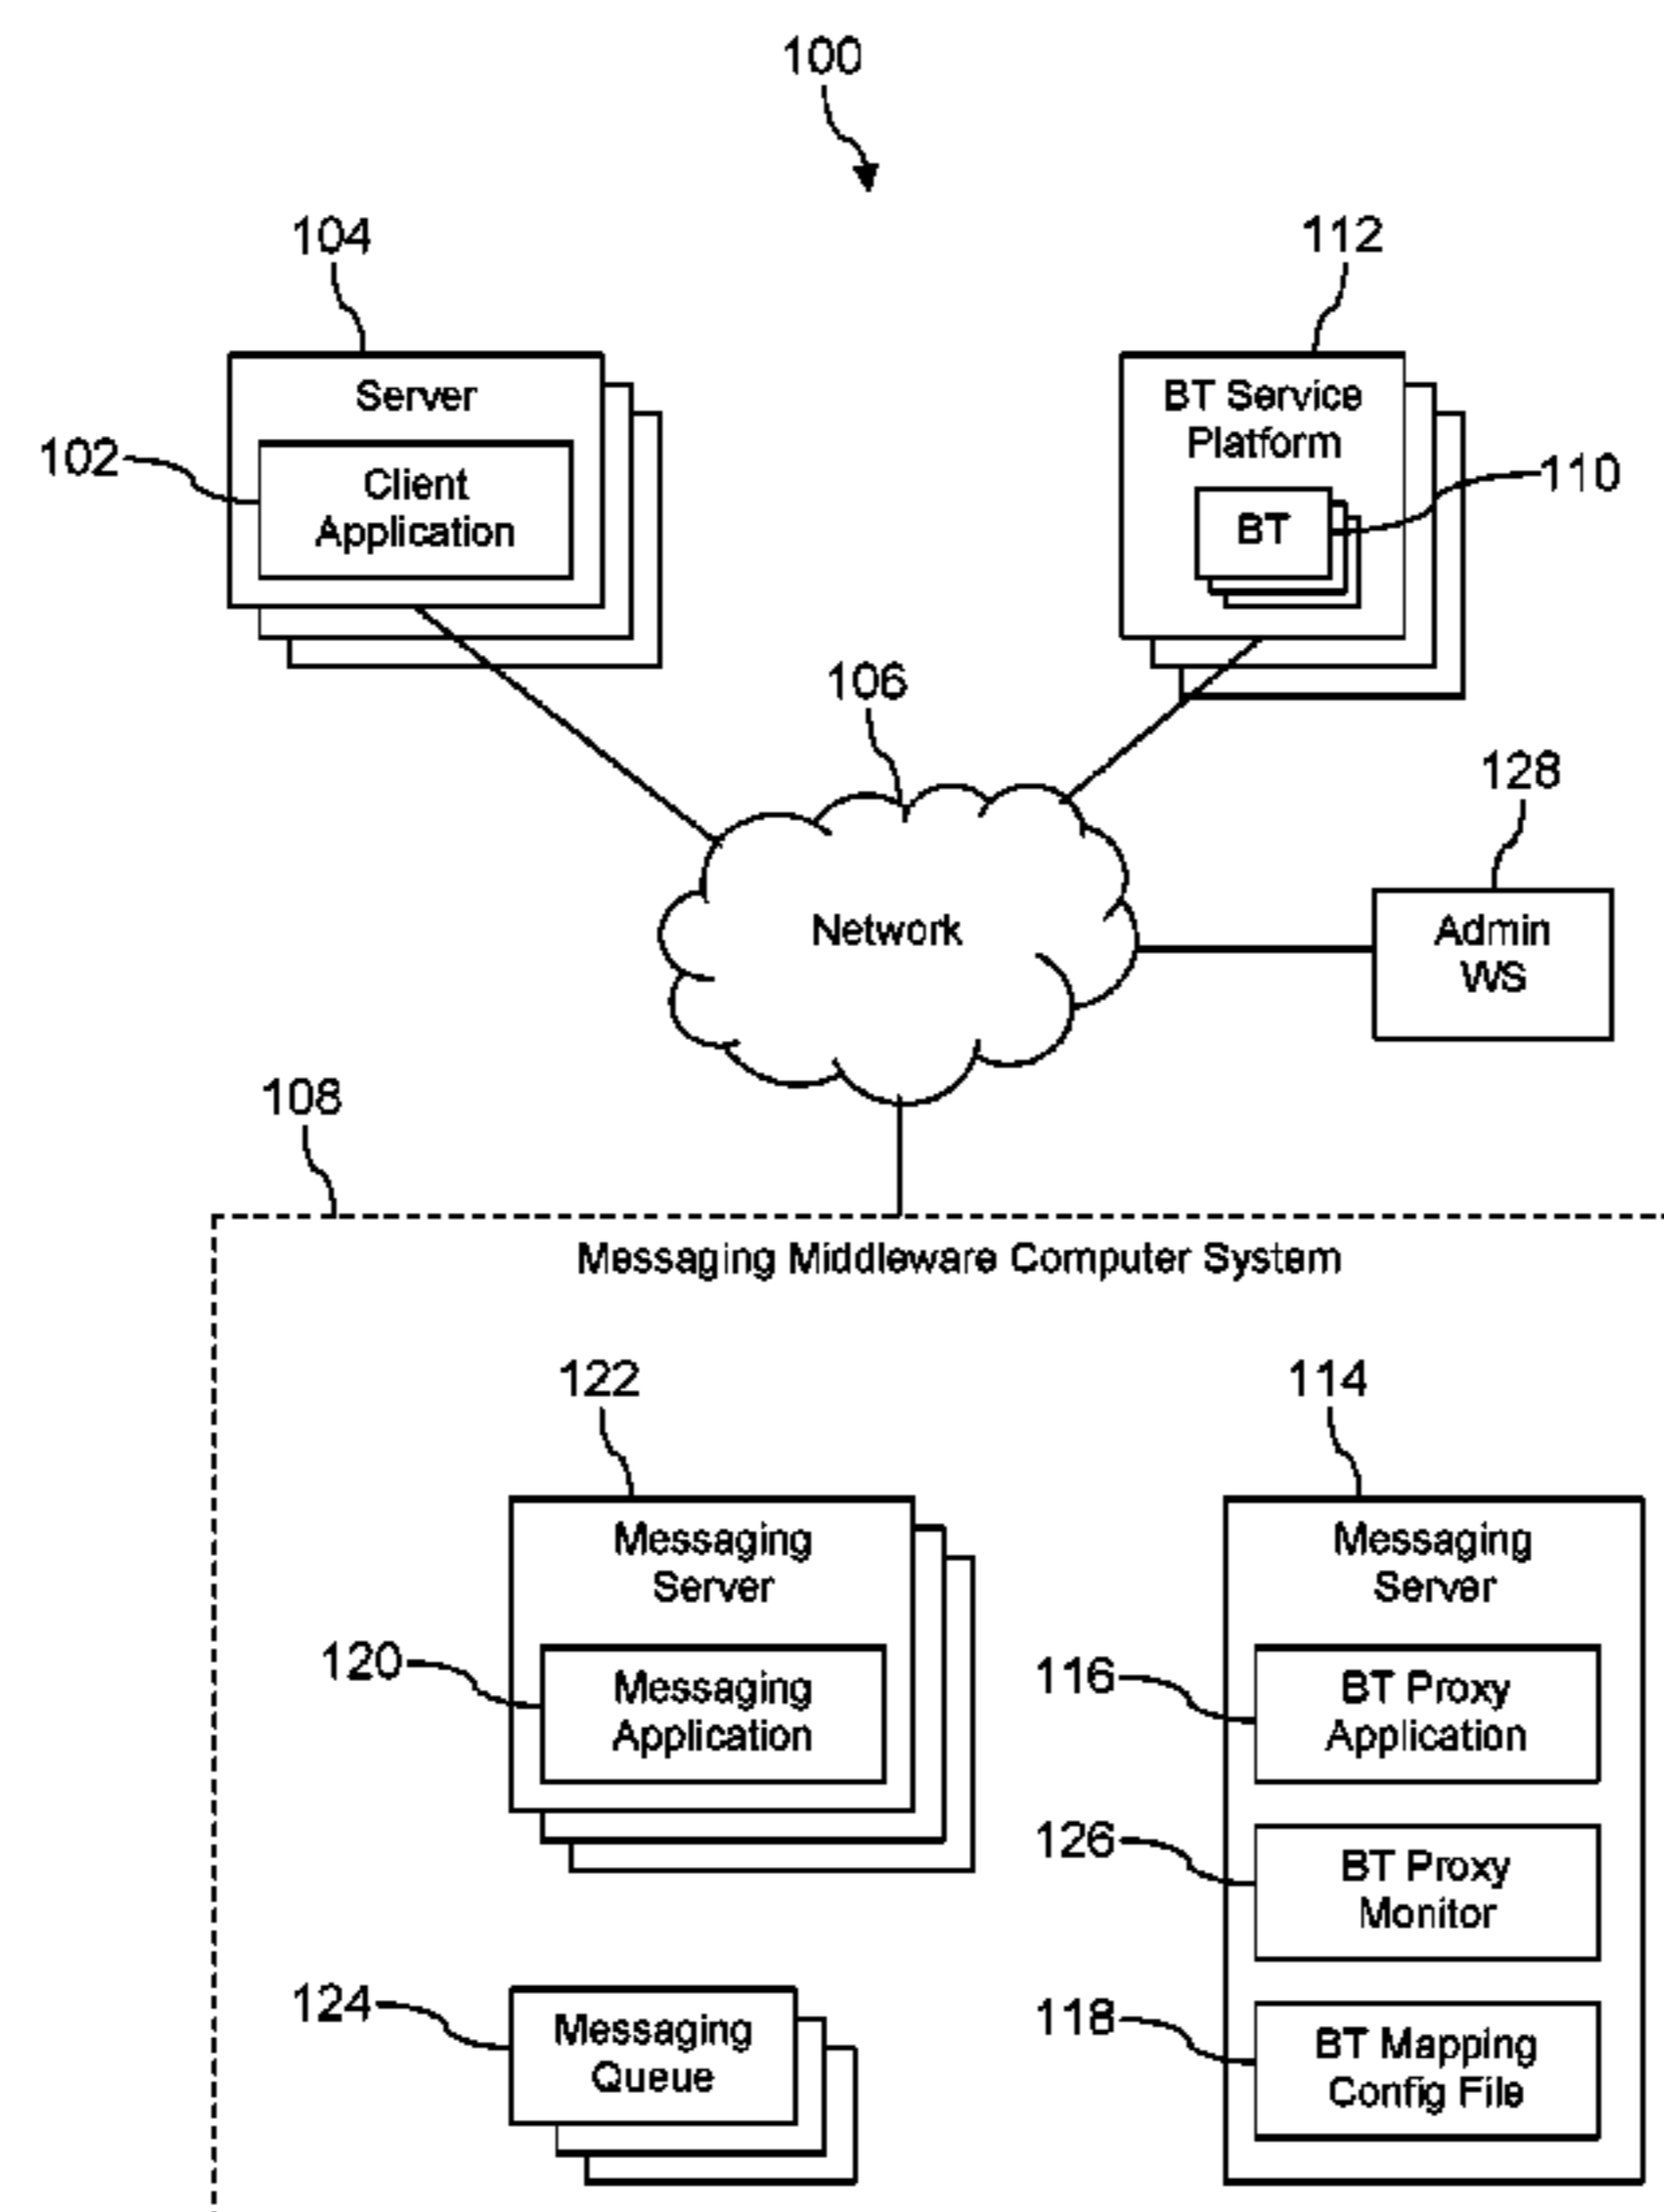 100
104
112
Server
BT Service
Platform
102
Client
Application
110
BT
106
128
Network
Admin
WS
108
Messaging Middleware Computer System
122
114
Messaging
Server
Messaging
Server
120
Messaging
Application
116
BT Proxy
Application
126
BT Proxy
Monitor
124
Messaging
Queue
118
BT Mapping
Config File